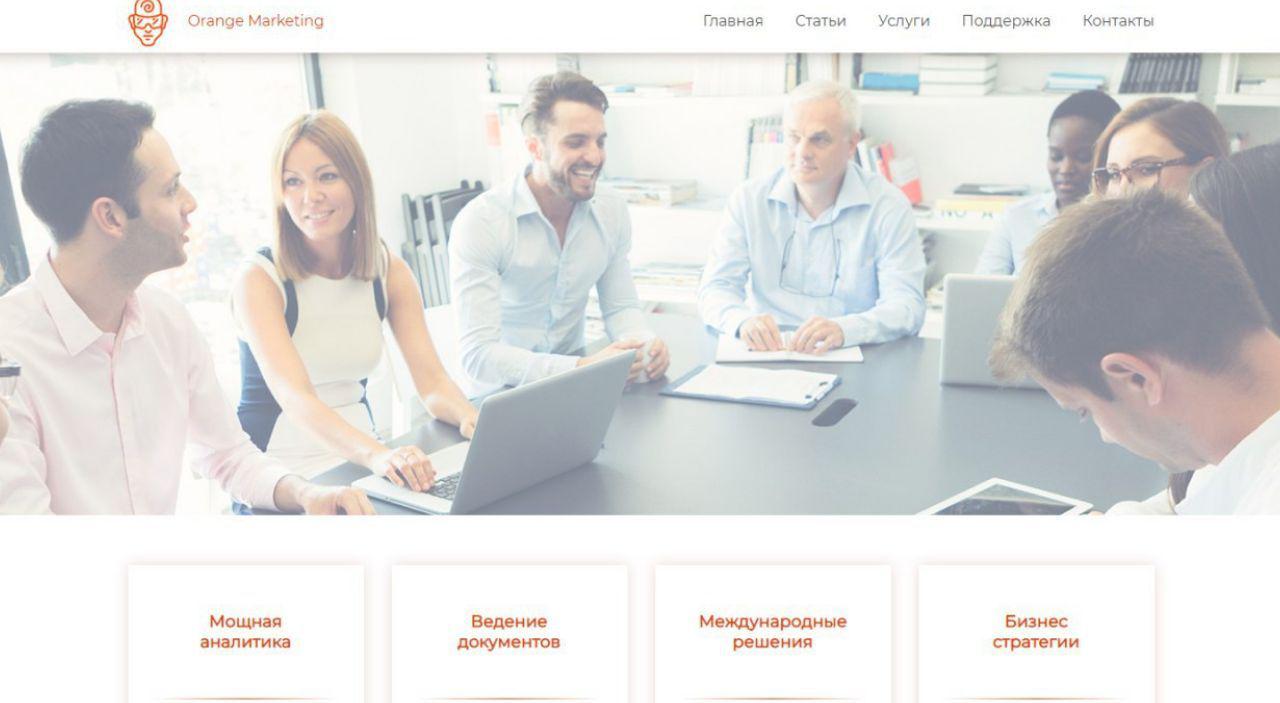 Orange Marketing
Главная Статьи Услуги Поддержка Контакты
Мощная
аналитика
Ведение
документов
Международные
решения
Бизнес
стратегии